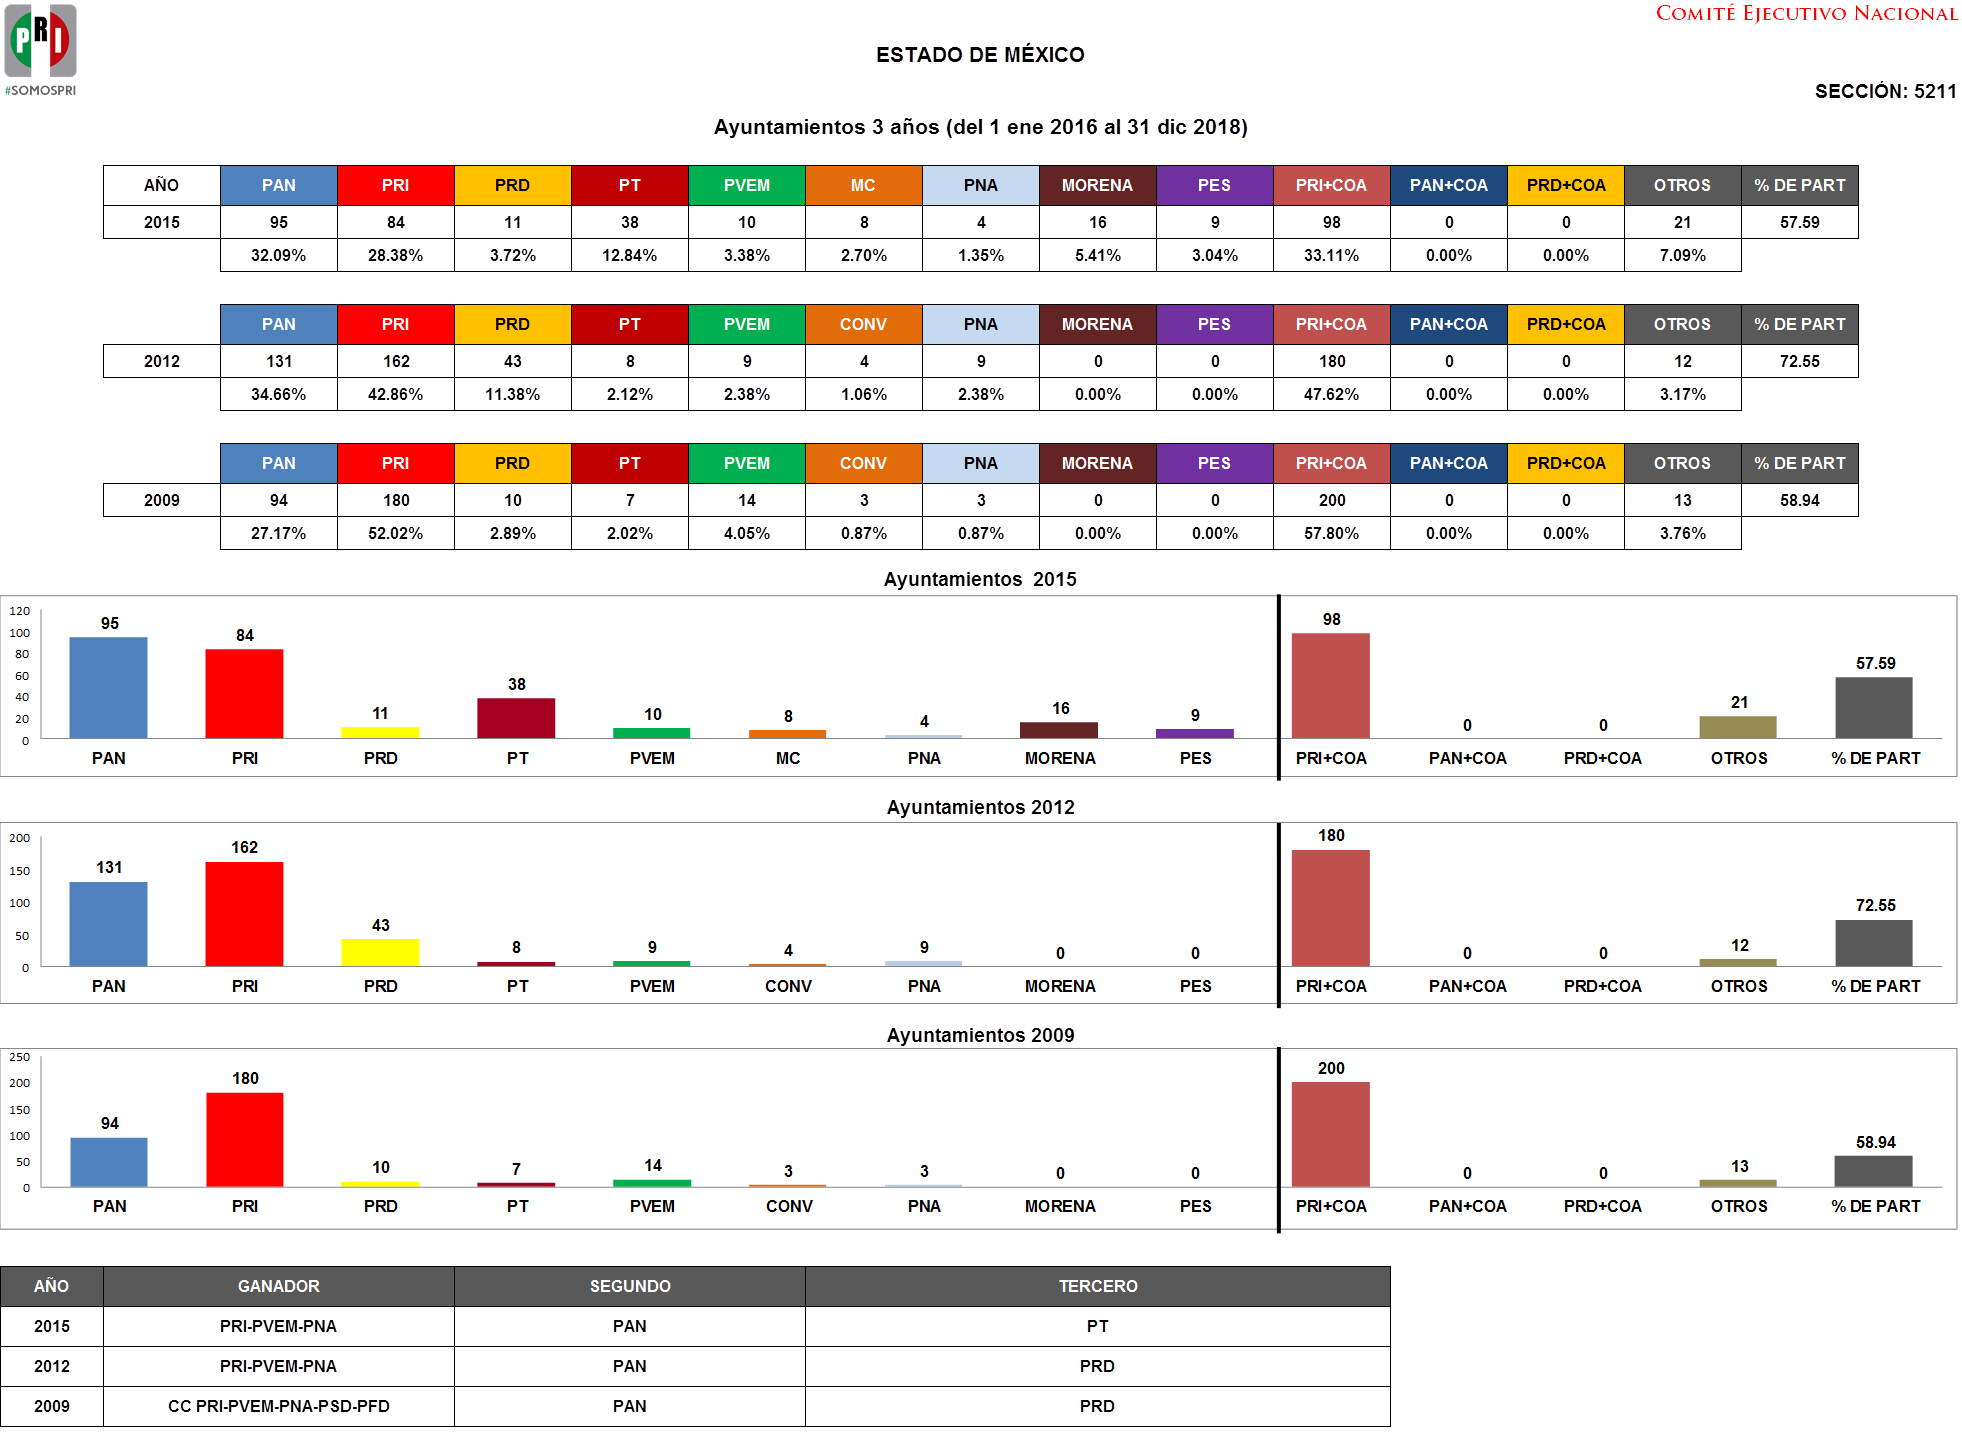 COMITÉ EJECUTIVO NACIONAL
PRI
#SOMOSPRI
ESTADO DE MÉXICO
SECCIÓN: 5211
Ayuntamientos 3 años (del 1 ene 2016 al 31 dic 2018)
AÑO PAN PRI PRD PT PVEM MC PNA MORENA PES PRI+COA PAN+COA PRD+COA OTROS % DE PART
2015 95 84 11 38 10 8 4 16 9 98 0 0 21 57.59
32.09% 28.38% 3.72% 12.84% 3.38% 2.70% 1.35% 5.41% 3.04% 33.11% 0.00% 0.00% 7.09%
PAN PRI PRD PT PVEM CONV PNA MORENA PES PRI+COA PAN+COA PRD+COA OTROS % DE PART
2012 131 162 43 8 9 4 9 0 0 180 0 0 12 72.55
34.66% 42.86% 11.38% 2.12% 2.38% 1.06% 2.38% 0.00% 0.00% 47.62% 0.00% 0.00% 3.17%
PAN PRI PRD PT PVEM CONV PNA MORENA PES PRI+COA PAN+COA PRD+COA OTROS % DE PART
2009 94 180 10 7 14 3 3 0 0 200 0 0 13 58.94
27.17% 52.02% 2.89% 2.02% 4.05% 0.87% 0.87% 0.00% 0.00% 57.80% 0.00% 0.00% 3.76%
Ayuntamientos 2015
120
100
80
60
40
20
0
95 84 11 38 10 8 4 16 9 98 0 0 21 57.59
PAN PRI PRD PT PVEM MC PNA MORENA PES PRI+COA PAN+COA PRD+COA OTROS % DE PART
Ayuntamientos 2012
200
150
100
50
0
131 162 43 8 9 4 9 0 0 180 0 0 12 72.55
PAN PRI PRD PT PVEM CONV PNA MORENA PES PRI+COA PAN+COA PRD+COA OTROS % DE PART
Ayuntamientos 2009
250
200
150
100
50
0
94 180 10 7 14 3 3 0 0 200 0 0 13 58.94
PAN PRI PRD PT PVEM CONV PNA MORENA PES PRI+COA PAN+COA PRD+COA OTROS % DE PART
AÑO GANADOR SEGUNDO TERCERO
2015 PRI-PVEM-PNA PAN PT
2012 PRI-PVEM-PNA PAN PRD
2009 CC PRI-PVEM-PNA-PSD-PFD PAN PRD